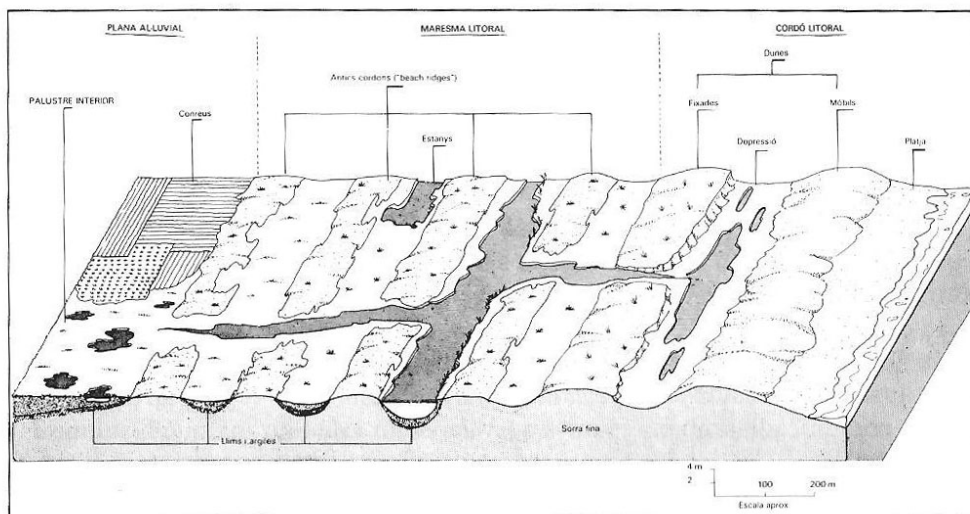 PLANA AL·LUVIAL
MARESMA LITORAL
CORDÓ LITORAL
Dunes
Antics cordons ("beach ridges")
PALUSTRE INTERIOR
Conreus
Estanys
Fixades
Mòbils
Depressió
Platja
Llims i argiles
Sorra fina
4 m
2
100
200 m
Escala aprox